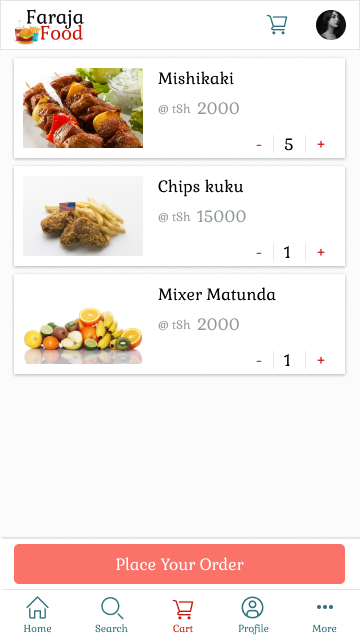 Faraja
Food
Mishikaki
@ tSh 2000
- 5 +
Chips kuku
@ tSh 15000
- 1 +
Mixer Matunda
@ tSh 2000
- 1 +
Place Your Order
Home Search Cart Profile More